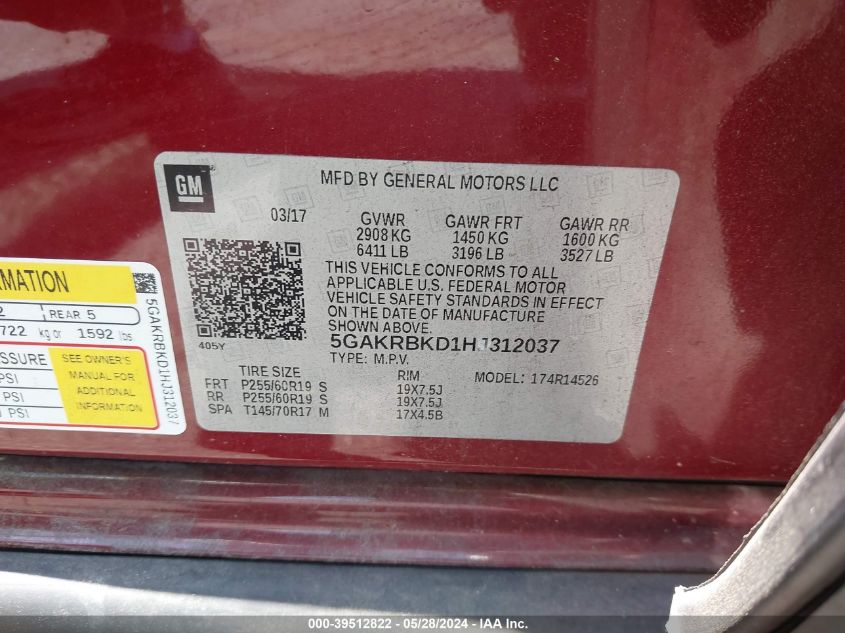 GM
MFD BY GENERAL MOTORS LLC
03/17 GVWR GAWR FRT GAWR RR
2908 KG 1450 KG 1600 KG
6411 LB 3196 LB 3527 LB
THIS VEHICLE CONFORMS TO ALL
APPLICABLE U.S. FEDERAL MOTOR
VEHICLE SAFETY STANDARDS IN EFFECT
ON THE DATE OF MANUFACTURE
SHOWN ABOVE.
405Y
5GAKRBKD1HJ312037
TYPE: M.P.V.
TIRE SIZE RIM MODEL: 174R14526
FRT P255/60R19 S 19X7.5J
RR P255/60R19 S 19X7.5J
SPA T145/70R17 M 17X4.5B
RMATION
2 REAR 5
722 kg or 1592 lbs
SSURE SEE OWNER'S
PSI MANUAL FOR
PSI ADDITIONAL
0 PSI INFORMATION
5GAKRBKD1HJ312037
000-39512822 - 05/28/2024 - IAA, Inc.